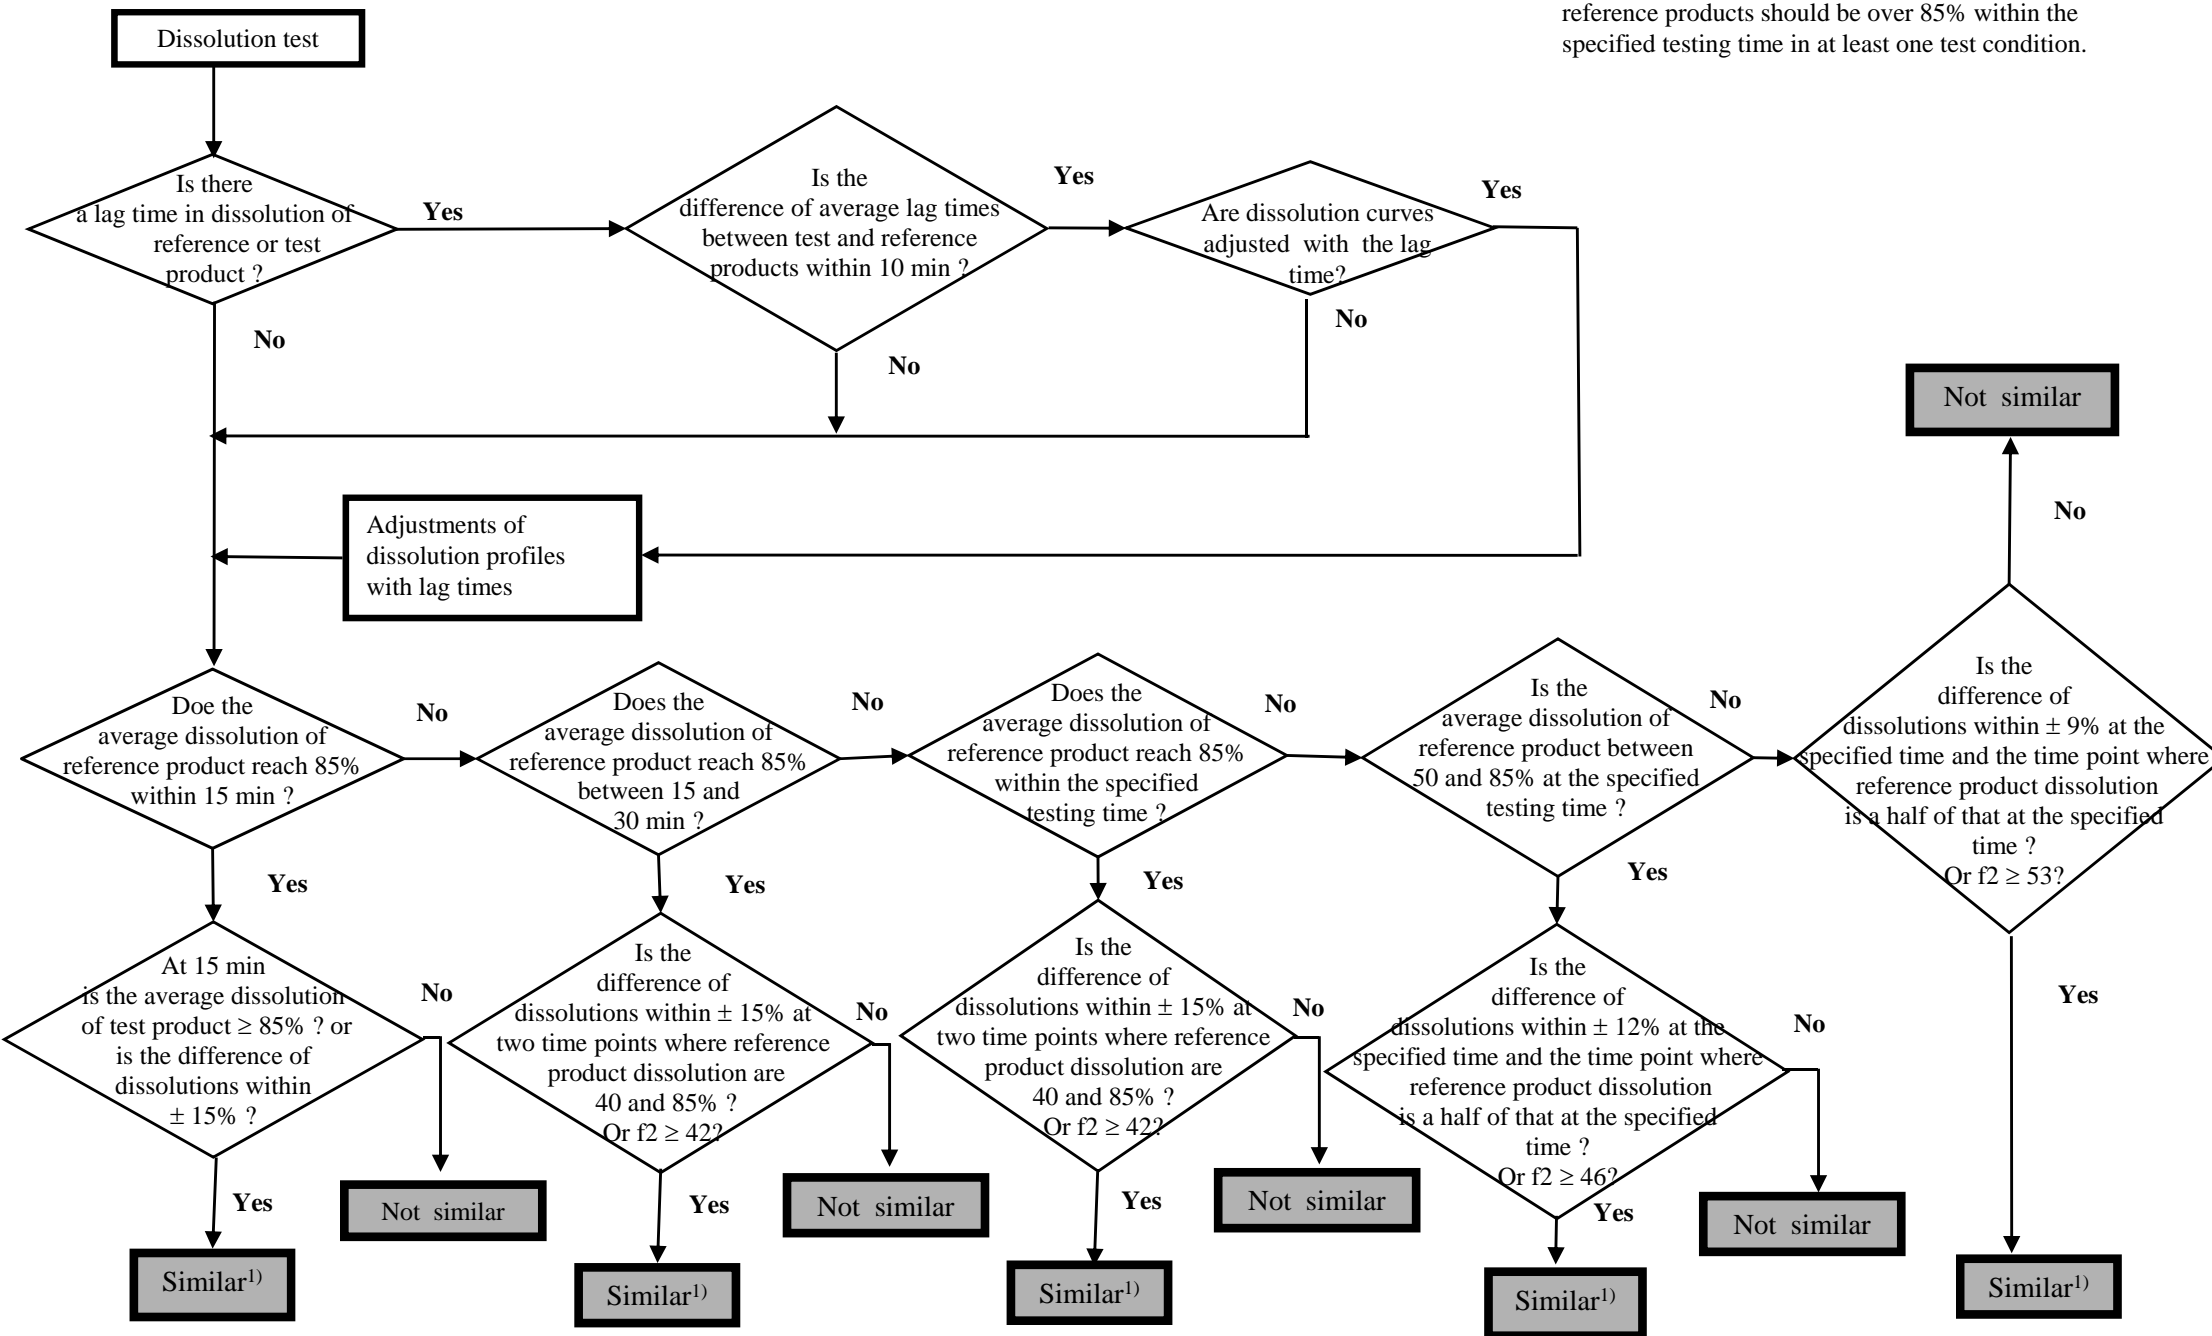 reference products should be over 85% within the
specified testing time in at least one test condition.
Dissolution test
Is there
a lag time in dissolution of
reference or test
product ?
Yes
No
Is the
difference of average lag times
between test and reference
products within 10 min ?
Yes
No
Are dissolution curves
adjusted with the lag
time?
Yes
No
Adjustments of
dissolution profiles
with lag times
Doe the
average dissolution of
reference product reach 85%
within 15 min ?
No
Yes
Does the
average dissolution of
reference product reach 85%
between 15 and
30 min ?
No
Yes
Does the
average dissolution of
reference product reach 85%
within the specified
testing time ?
No
Yes
Is the
average dissolution of
reference product between
50 and 85% at the specified
testing time ?
No
Yes
Is the
difference of
dissolutions within ± 9% at the
specified time and the time point where
reference product dissolution
is a half of that at the specified
time ?
Or f2 ≥ 53?
No
Not similar
Yes
Similar1)
At 15 min
is the average dissolution
of test product ≥ 85% ? or
is the difference of
dissolutions within
± 15% ?
No
Not similar
Yes
Similar1)
Is the
difference of
dissolutions within ± 15% at
two time points where reference
product dissolution are
40 and 85% ?
Or f2 ≥ 42?
No
Not similar
Yes
Similar1)
Is the
difference of
dissolutions within ± 15% at
two time points where reference
product dissolution are
40 and 85% ?
Or f2 ≥ 42?
No
Not similar
Yes
Similar1)
Is the
difference of
dissolutions within ± 12% at the
specified time and the time point where
reference product dissolution
is a half of that at the specified
time ?
Or f2 ≥ 46?
No
Not similar
Yes
Similar1)